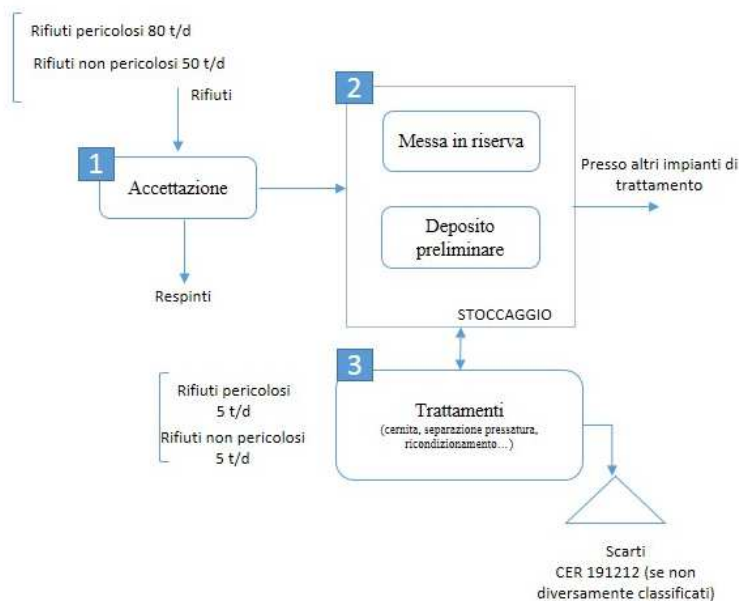 Rifiuti pericolosi 80 t/d
Rifiuti non pericolosi 50 t/d
Rifiuti
1
Accettazione
Respinti
2
Messa in riserva
Deposito
preliminare
STOCCAGGIO
Presso altri impianti di
trattamento
3
Rifiuti pericolosi
5 t/d
Rifiuti non pericolosi
5 t/d
Trattamenti
(cernita, separazione pressatura,
ricondizionamento…)
Scarti
CER 191212 (se non
diversamente classificati)